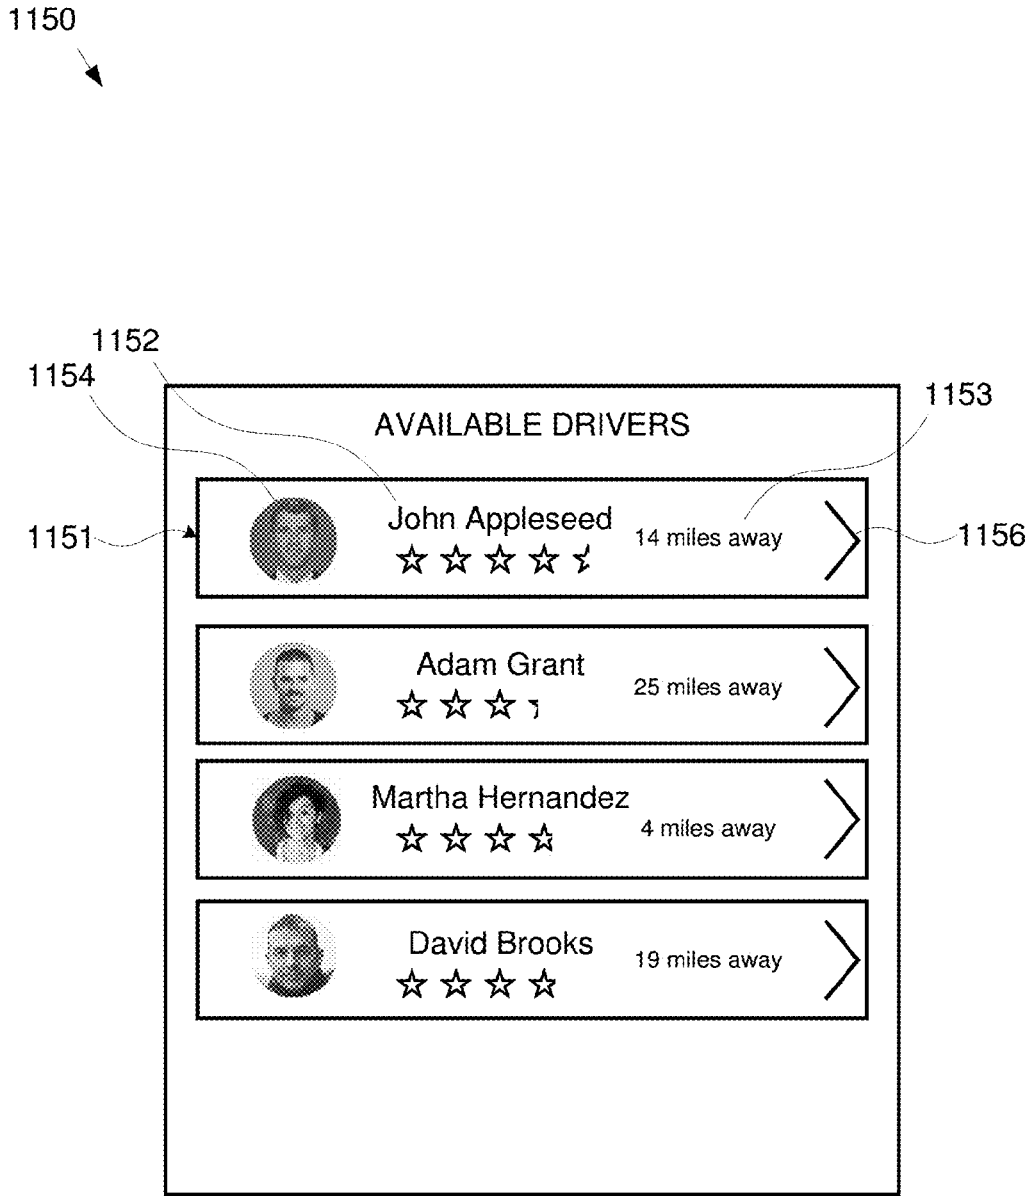 1150
1152
1154
1153
AVAILABLE DRIVERS
1151
John Appleseed
14 miles away
1156
Adam Grant
25 miles away
Martha Hernandez
4 miles away
David Brooks
19 miles away